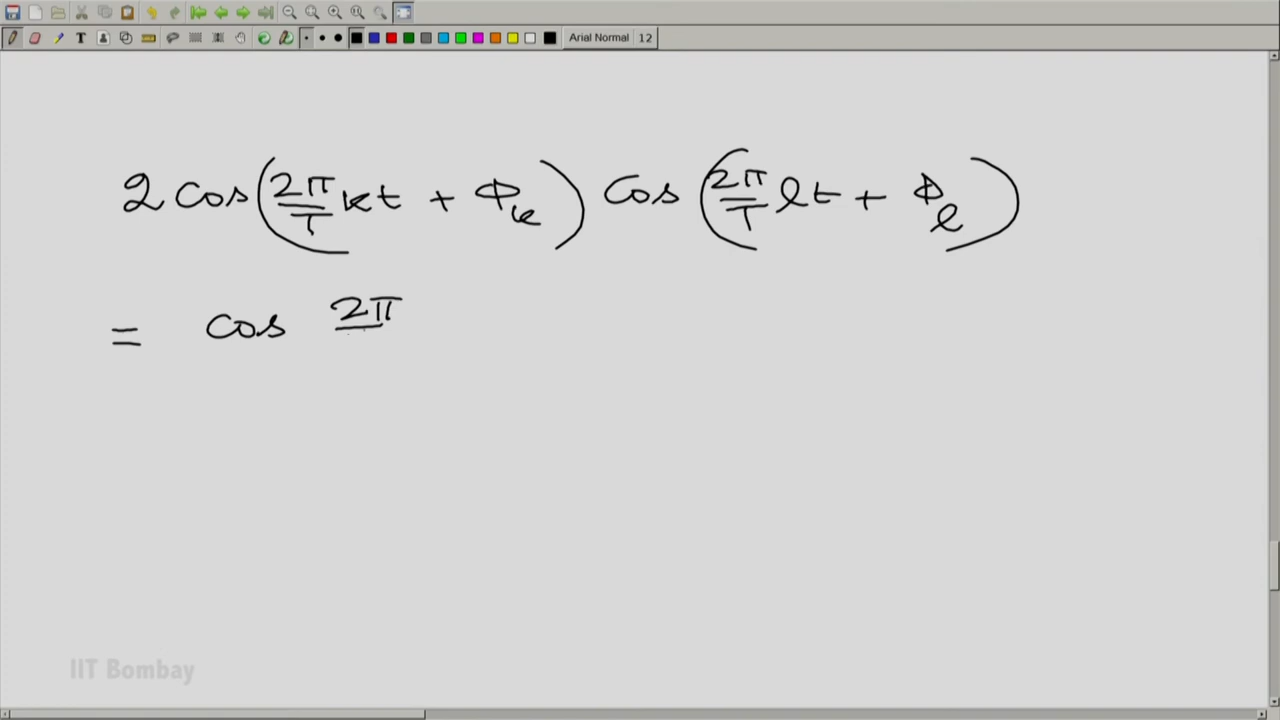 Arial Normal 12
2 cos(2π/T kt + Φₖ) cos(2π/T lt + Φₗ)
= cos 2π
IIT Bombay